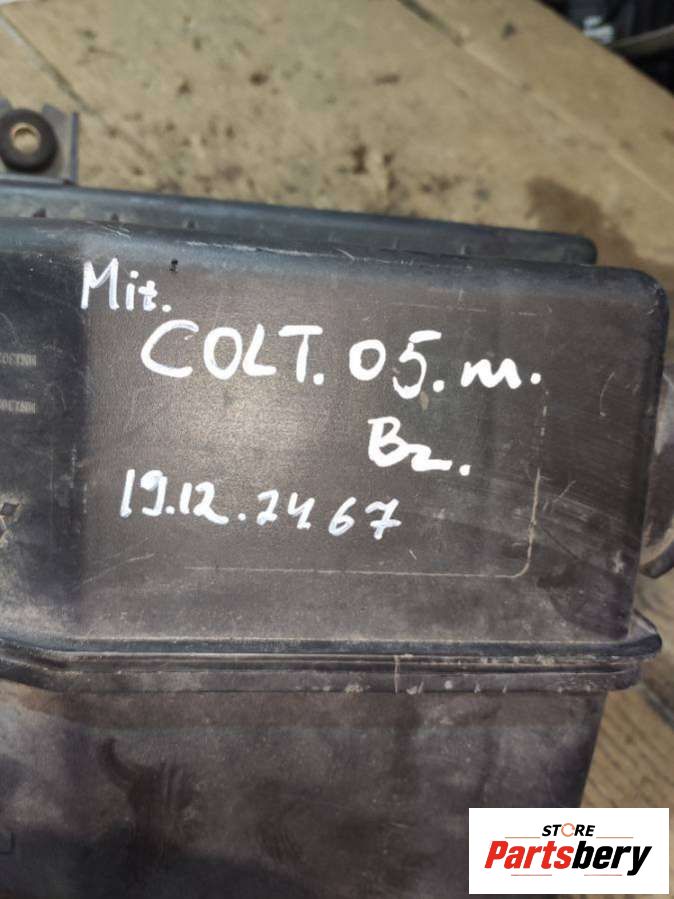 Mit.
COLT. 05. m.
Bz.
19.12.2467
STORE
Partsbery